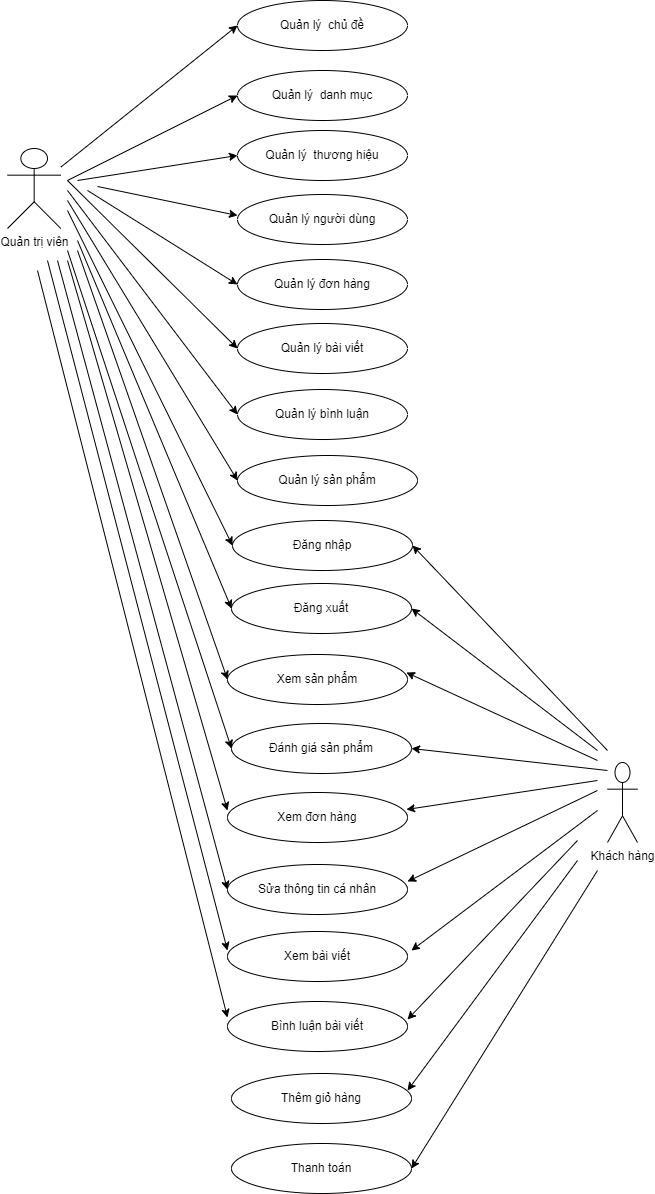 Quản lý  chủ đề
Quản lý  danh mục
Quản lý  thương hiệu
Quản lý người dùng
Quản trị viên
Quản lý đơn hàng
Quản lý bài viết
Quản lý bình luận
Quản lý sản phẩm
Đăng nhập
Đăng xuất
Xem sản phẩm
Đánh giá sản phẩm
Xem đơn hàng
Khách hàng
Sửa thông tin cá nhân
Xem bài viết
Bình luận bài viết
Thêm giỏ hàng
Thanh toán